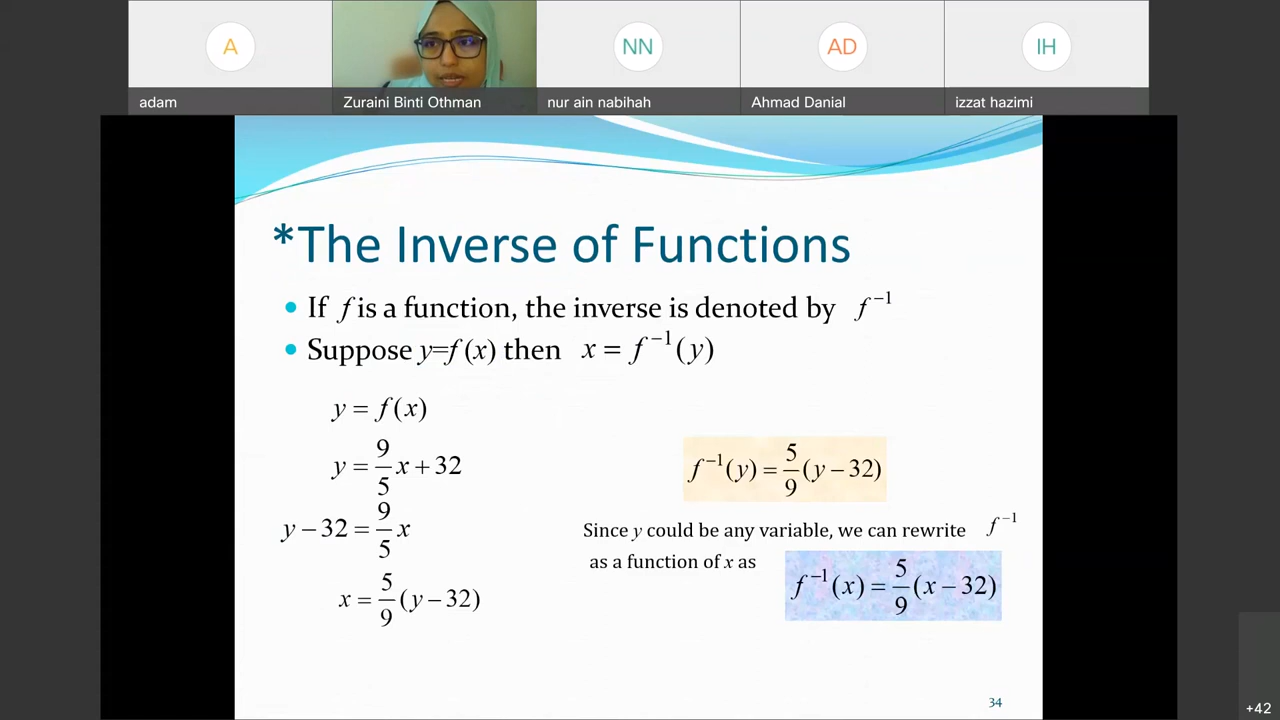 A
NN
AD
IH
adam
Zuraini Binti Othman
nur ain nabihah
Ahmad Danial
izzat hazimi
*The Inverse of Functions
• If f is a function, the inverse is denoted by f⁻¹
• Suppose y=f (x) then x = f⁻¹(y)
y = f(x)
y = 9/5 x + 32
y − 32 = 9/5 x
x = 5/9 (y − 32)
f⁻¹(y) = 5/9 (y − 32)
Since y could be any variable, we can rewrite f⁻¹
as a function of x as
f⁻¹(x) = 5/9 (x − 32)
34
+42